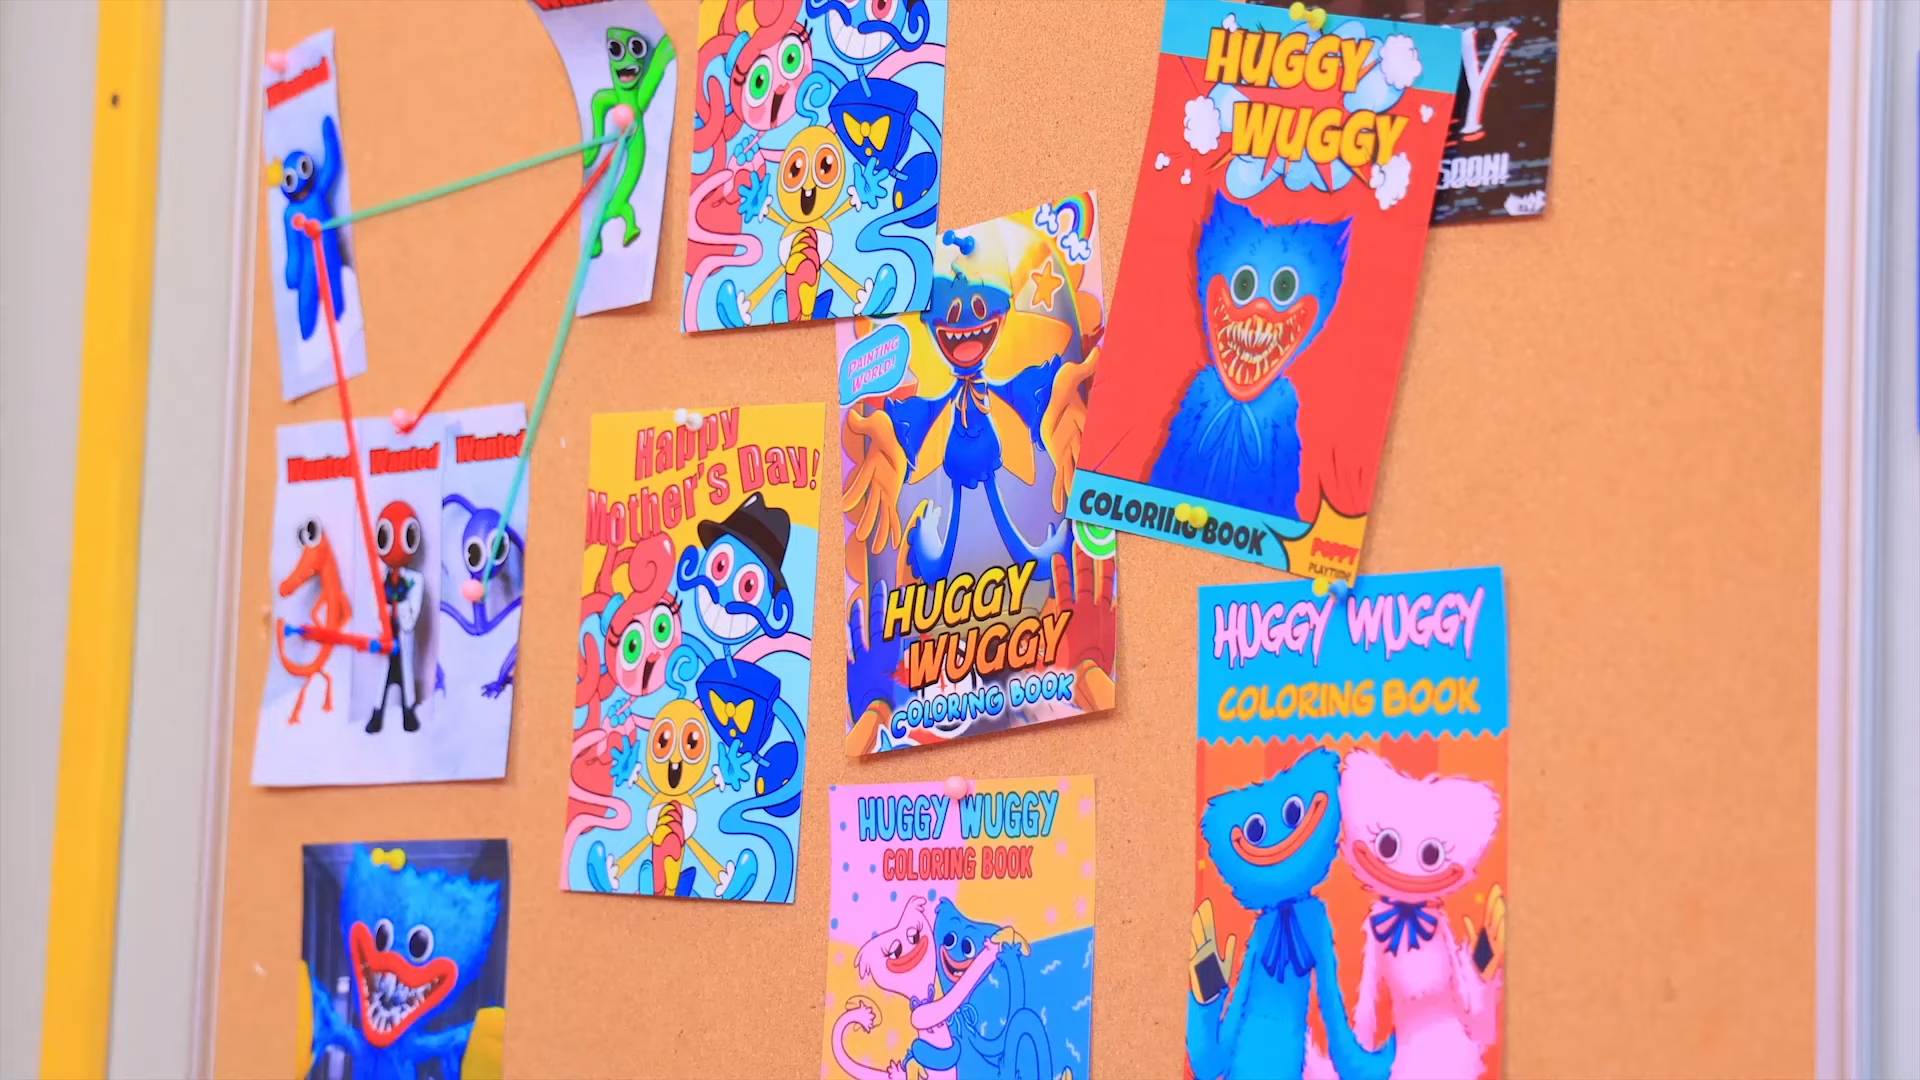 Wanted
HUGGY
WUGGY
COLORING BOOK
POPPY
PLAYTIME
SOON!
PAINTING
WORLD!
HUGGY
WUGGY
COLORING BOOK
Wanted
Wanted
Wanted
Happy
Mother's Day!
HUGGY WUGGY
COLORING BOOK
HUGGY WUGGY
COLORING BOOK